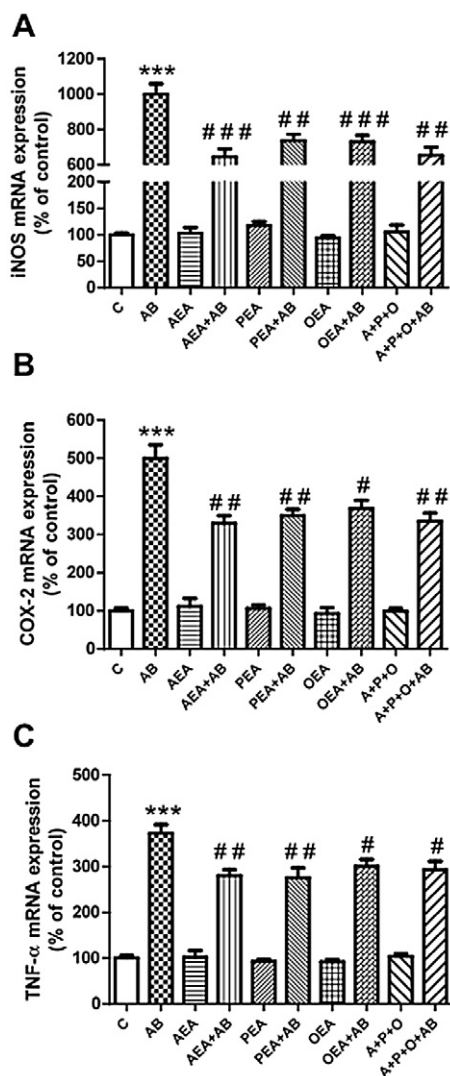 A
iNOS mRNA expression
(% of control)
1200
1000
800
600
200
150
100
50
0
***
# # #
# #
# # #
# #
C
AB
AEA
AEA+AB
PEA
PEA+AB
OEA
OEA+AB
A+P+O
A+P+O+AB
B
COX-2 mRNA expression
(% of control)
600
500
400
300
200
100
0
***
# #
# #
#
# #
C
AB
AEA
AEA+AB
PEA
PEA+AB
OEA
OEA+AB
A+P+O
A+P+O+AB
C
TNF-α mRNA expression
(% of control)
500
400
300
200
100
0
***
# #
# #
#
#
C
AB
AEA
AEA+AB
PEA
PEA+AB
OEA
OEA+AB
A+P+O
A+P+O+AB